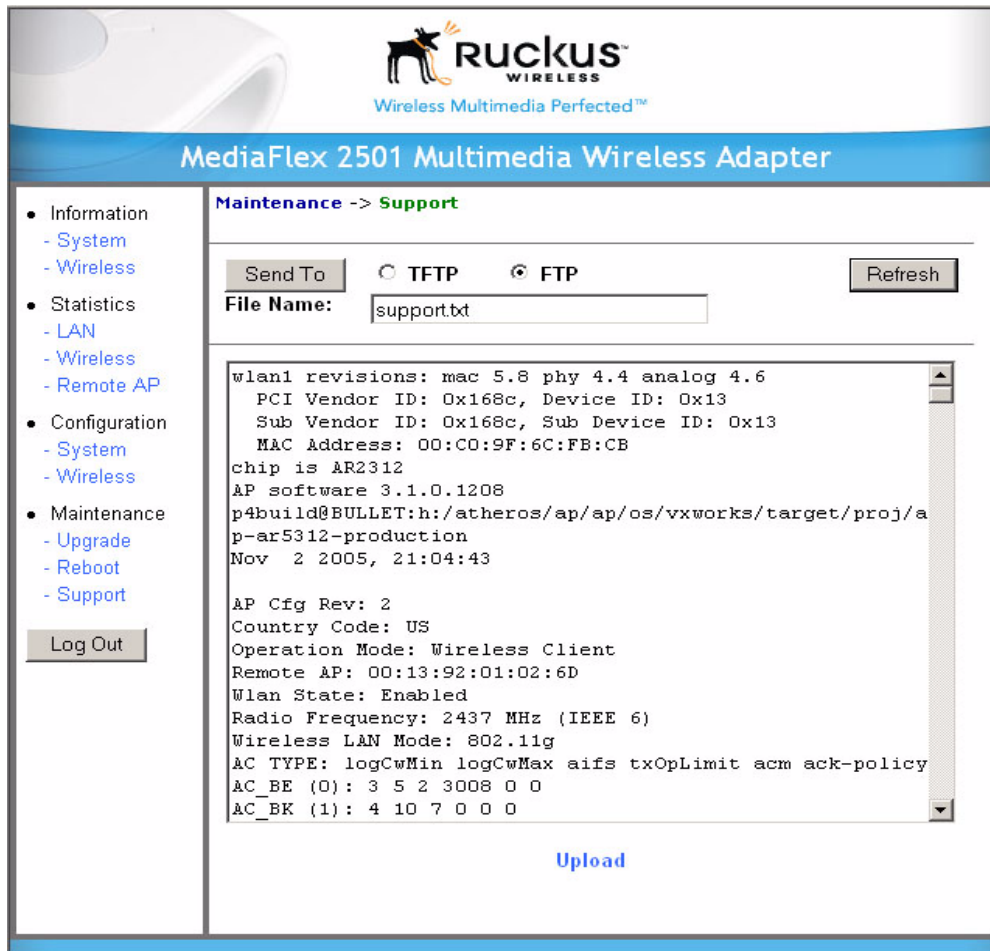 RUCKUS™
WIRELESS
Wireless Multimedia Perfected™
MediaFlex 2501 Multimedia Wireless Adapter
• Information
- System
- Wireless
• Statistics
- LAN
- Wireless
- Remote AP
• Configuration
- System
- Wireless
• Maintenance
- Upgrade
- Reboot
- Support
Log Out
Maintenance -> Support
Send To TFTP FTP Refresh
File Name: support.txt
wlan1 revisions: mac 5.8 phy 4.4 analog 4.6
PCI Vendor ID: 0x168c, Device ID: 0x13
Sub Vendor ID: 0x168c, Sub Device ID: 0x13
MAC Address: 00:C0:9F:6C:FB:CB
chip is AR2312
AP software 3.1.0.1208
p4build@BULLET:h:/atheros/ap/ap/os/vxworks/target/proj/a
p-ar5312-production
Nov 2 2005, 21:04:43
AP Cfg Rev: 2
Country Code: US
Operation Mode: Wireless Client
Remote AP: 00:13:92:01:02:6D
Wlan State: Enabled
Radio Frequency: 2437 MHz (IEEE 6)
Wireless LAN Mode: 802.11g
AC TYPE: logCwMin logCwMax aifs txOpLimit acm ack-policy
AC_BE (0): 3 5 2 3008 0 0
AC_BK (1): 4 10 7 0 0 0
Upload